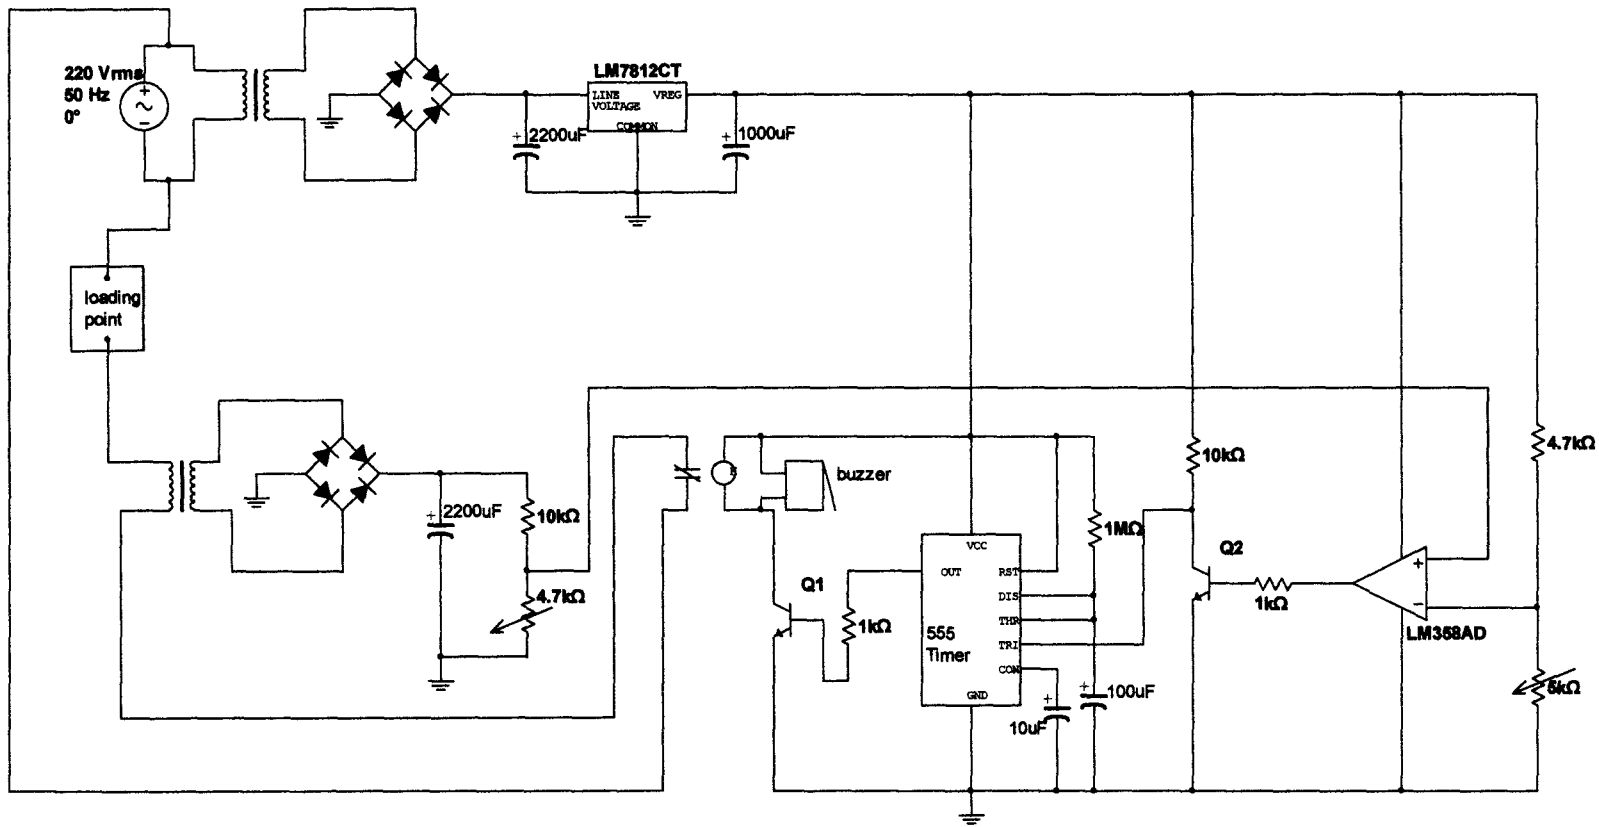 220 Vrms
50 Hz
0°
LM7812CT
LINE
VOLTAGE
VREG
COMMON
+
2200uF
+
1000uF
loading
point
+
2200uF
10kΩ
4.7kΩ
K
buzzer
Q1
1kΩ
VCC
OUT
RST
DIS
THR
TRI
CON
GND
555
Timer
1MΩ
+
10uF
+
100uF
10kΩ
Q2
1kΩ
+
−
LM358AD
4.7kΩ
5kΩ